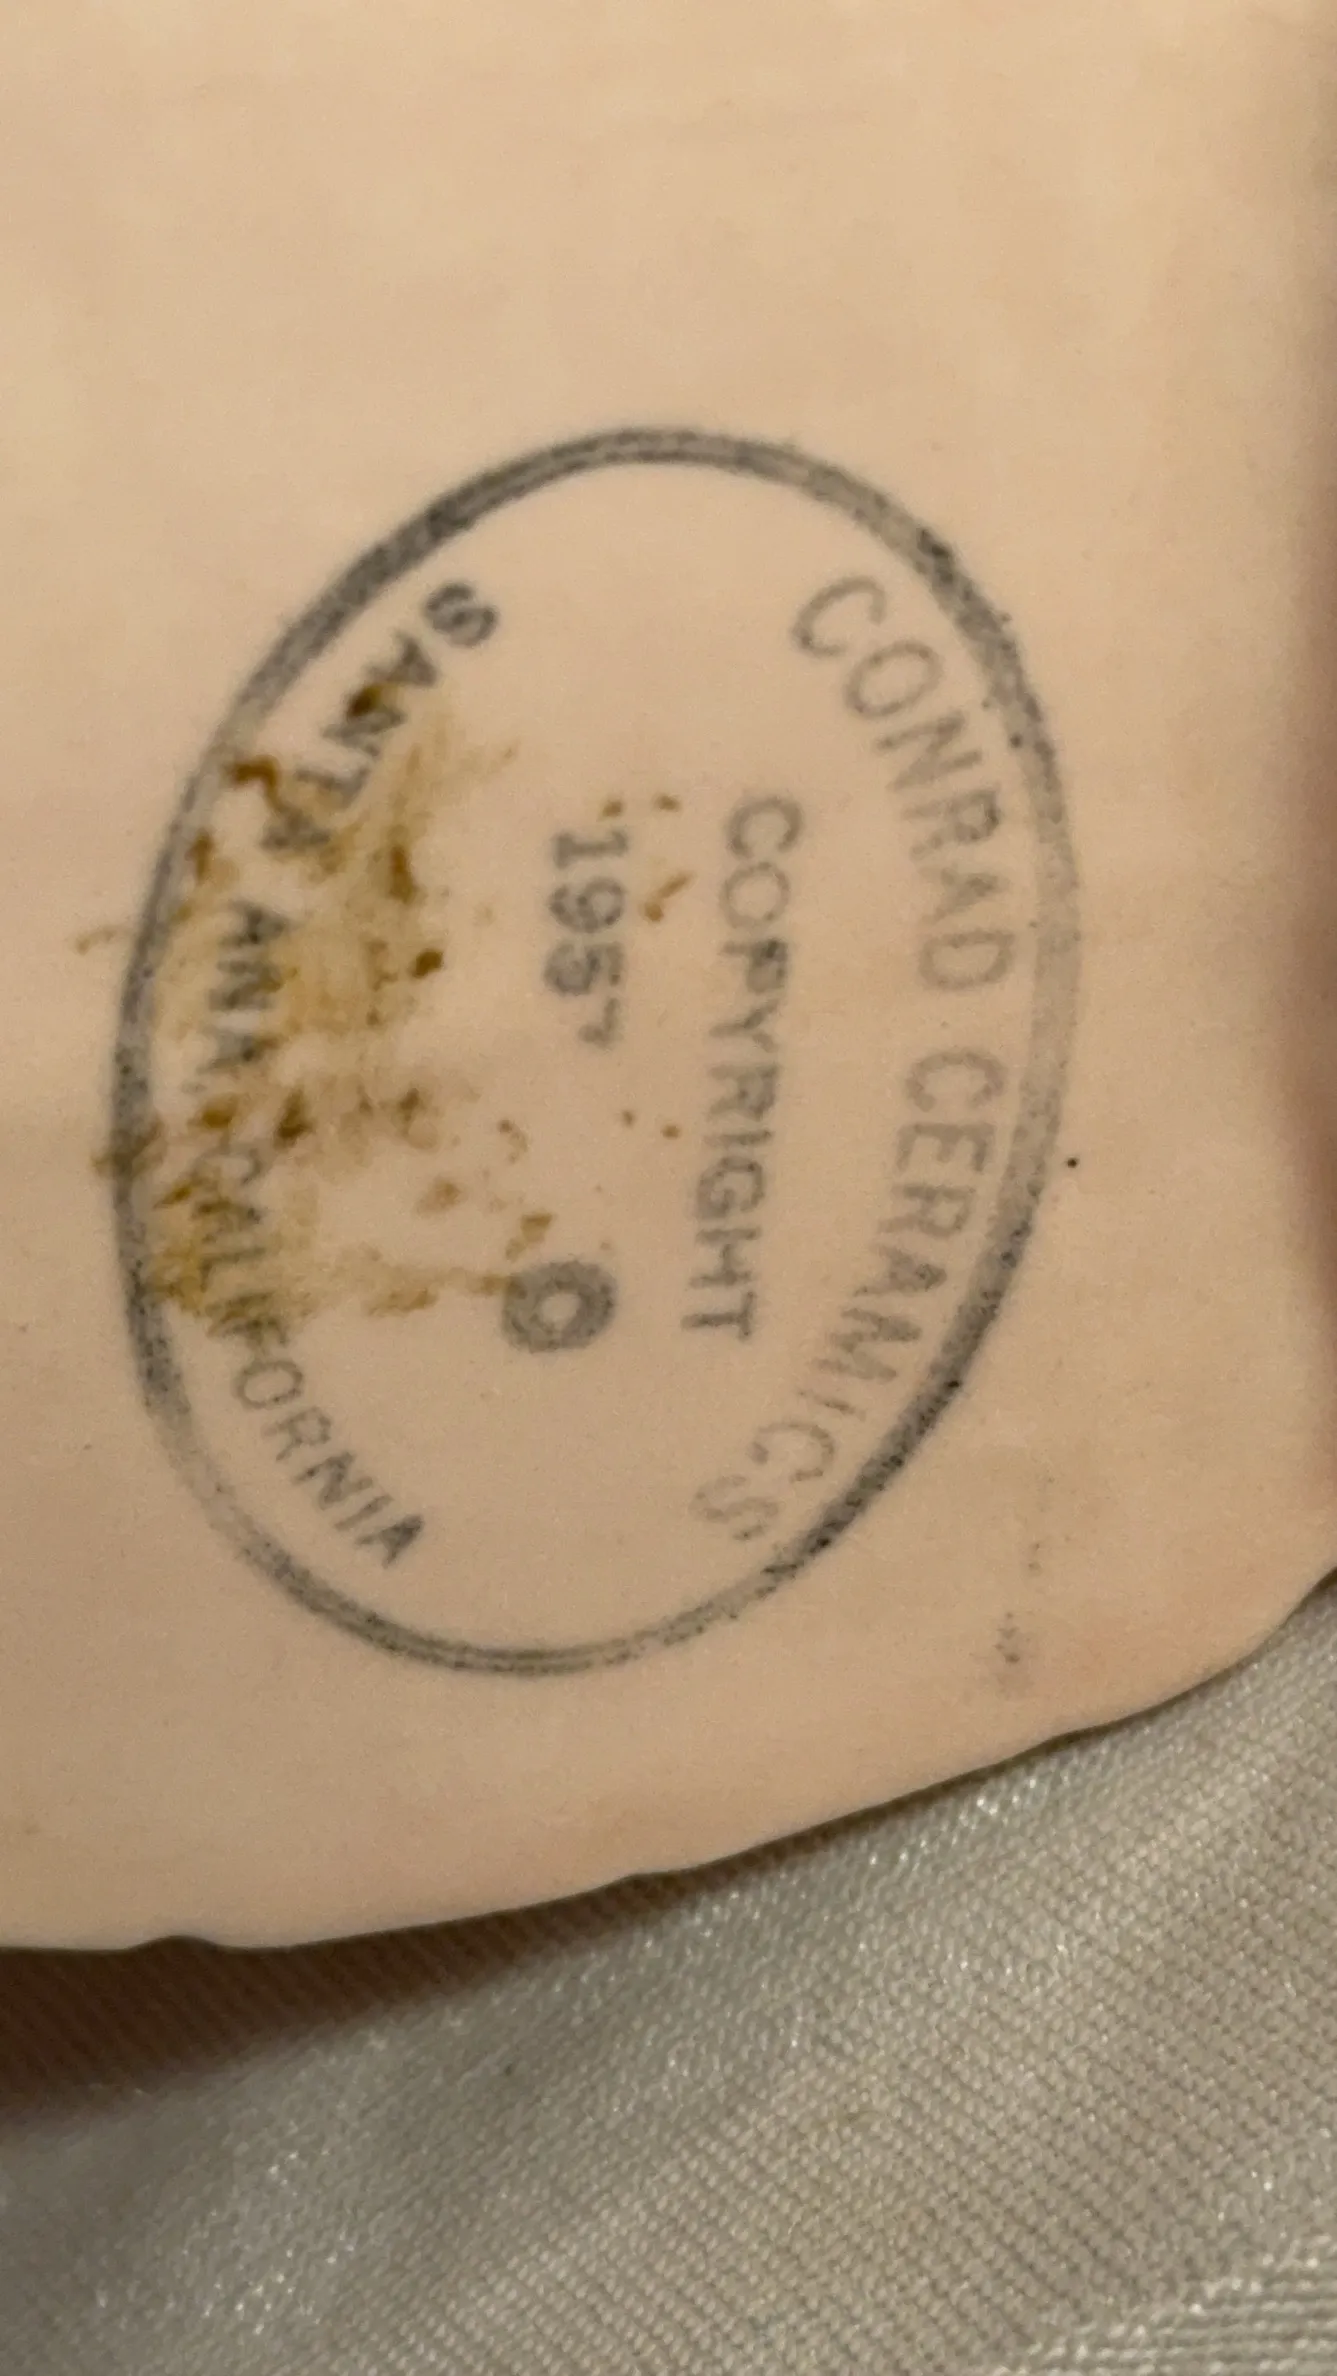 CONRAD CERAMICS
COPYRIGHT
1957
SANTA ANA, CALIFORNIA